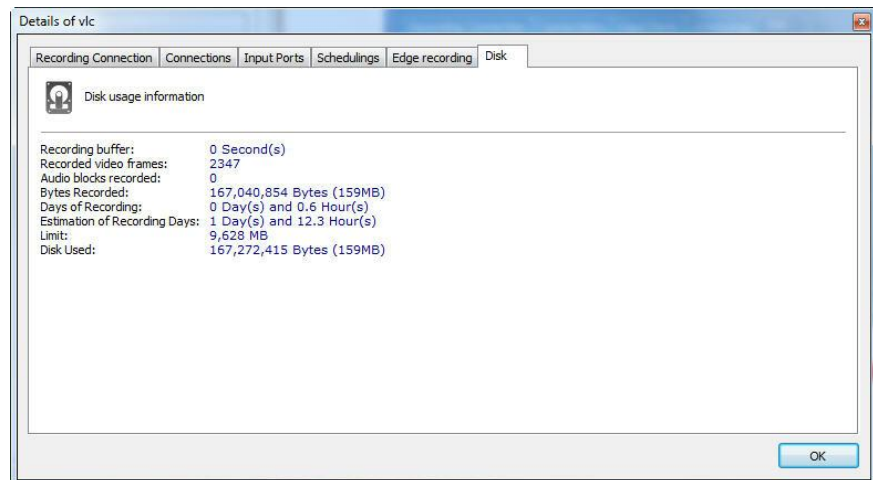 Details of vlc
Recording Connection Connections Input Ports Schedulings Edge recording Disk
Disk usage information
Recording buffer: 0 Second(s)
Recorded video frames: 2347
Audio blocks recorded: 0
Bytes Recorded: 167,040,854 Bytes (159MB)
Days of Recording: 0 Day(s) and 0.6 Hour(s)
Estimation of Recording Days: 1 Day(s) and 12.3 Hour(s)
Limit: 9,628 MB
Disk Used: 167,272,415 Bytes (159MB)
OK